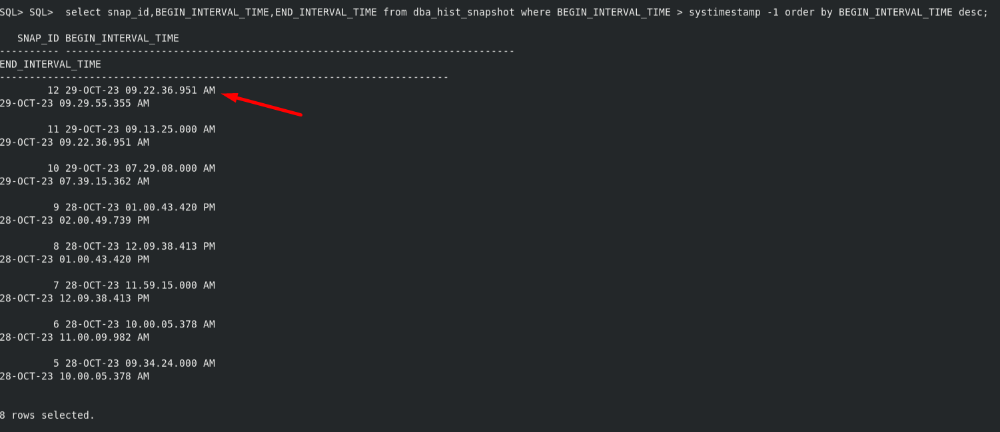 SQL> SQL>  select snap_id,BEGIN_INTERVAL_TIME,END_INTERVAL_TIME from dba_hist_snapshot where BEGIN_INTERVAL_TIME > systimestamp -1 order by BEGIN_INTERVAL_TIME desc;
   SNAP_ID BEGIN_INTERVAL_TIME
---------- ---------------------------------------------------------------------------
END_INTERVAL_TIME
---------------------------------------------------------------------------
        12 29-OCT-23 09.22.36.951 AM
29-OCT-23 09.29.55.355 AM
        11 29-OCT-23 09.13.25.000 AM
29-OCT-23 09.22.36.951 AM
        10 29-OCT-23 07.29.08.000 AM
29-OCT-23 07.39.15.362 AM
         9 28-OCT-23 01.00.43.420 PM
28-OCT-23 02.00.49.739 PM
         8 28-OCT-23 12.09.38.413 PM
28-OCT-23 01.00.43.420 PM
         7 28-OCT-23 11.59.15.000 AM
28-OCT-23 12.09.38.413 PM
         6 28-OCT-23 10.00.05.378 AM
28-OCT-23 11.00.09.982 AM
         5 28-OCT-23 09.34.24.000 AM
28-OCT-23 10.00.05.378 AM
8 rows selected.